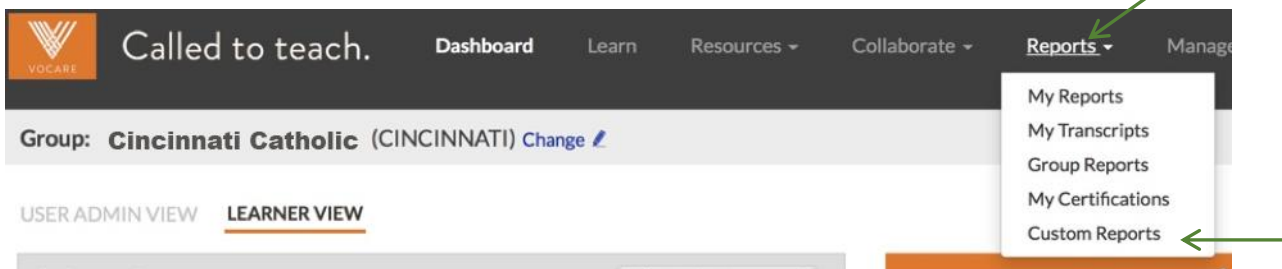 VOCARE
Called to teach.
Dashboard Learn Resources Collaborate Reports Manage
My Reports
My Transcripts
Group Reports
My Certifications
Custom Reports
Group: Cincinnati Catholic (CINCINNATI) Change
USER ADMIN VIEW LEARNER VIEW